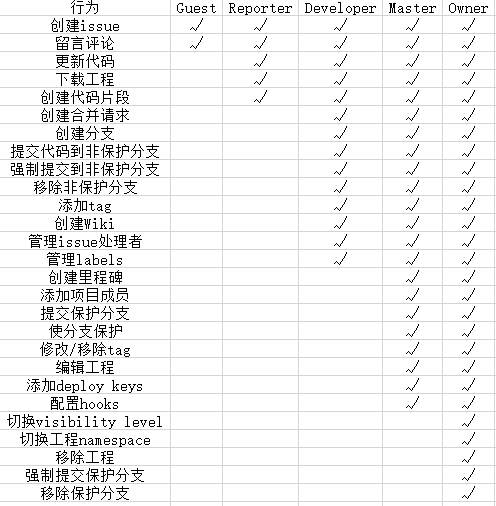 行为 Guest Reporter Developer Master Owner
创建issue √ √ √ √ √
留言评论 √ √ √ √ √
更新代码 √ √ √ √
下载工程 √ √ √ √
创建代码片段 √ √ √ √
创建合并请求 √ √ √
创建分支 √ √ √
提交代码到非保护分支 √ √ √
强制提交到非保护分支 √ √ √
移除非保护分支 √ √ √
添加tag √ √ √
创建Wiki √ √ √
管理issue处理者 √ √ √
管理labels √ √ √
创建里程碑 √ √
添加项目成员 √ √
提交保护分支 √ √
使分支保护 √ √
修改/移除tag √ √
编辑工程 √ √
添加deploy keys √ √
配置hooks √ √
切换visibility level √
切换工程namespace √
移除工程 √
强制提交保护分支 √
移除保护分支 √